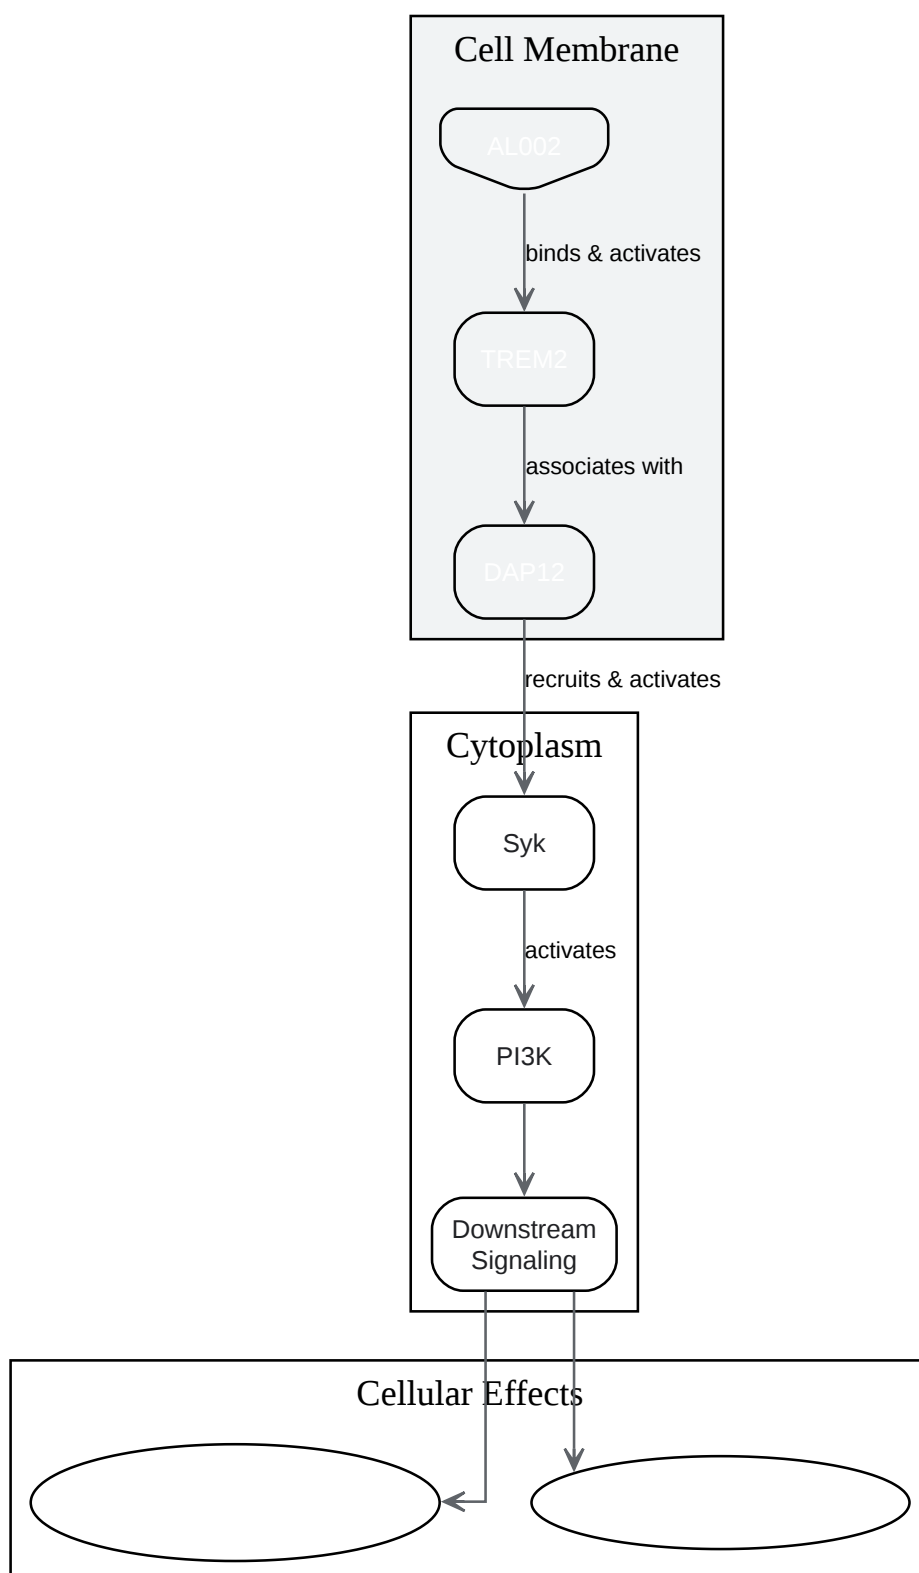 Cell Membrane
AL002
binds & activates
TREM2
associates with
DAP12
recruits & activates
Cytoplasm
Syk
activates
PI3K
Downstream
Signaling
Cellular Effects